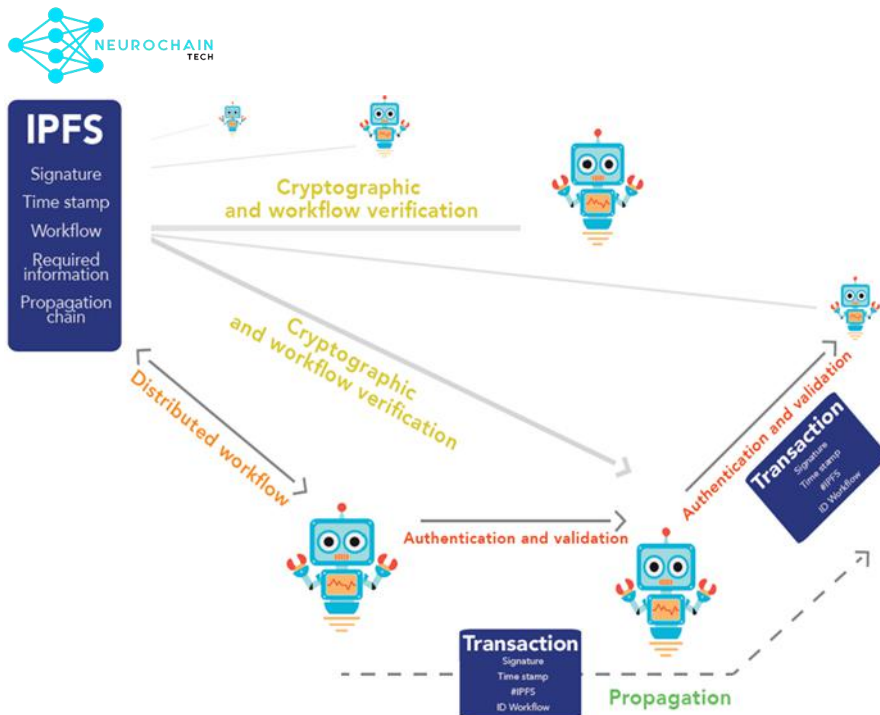 NEUROCHAIN
TECH
IPFS
Signature
Time stamp
Workflow
Required
information
Propagation
chain
Cryptographic
and workflow verification
Cryptographic
and workflow verification
Distributed workflow
Authentication and validation
Authentication and validation
Transaction
Signature
Time stamp
#IPFS
ID Workflow
Transaction
Signature
Time stamp
#IPFS
ID Workflow
Propagation